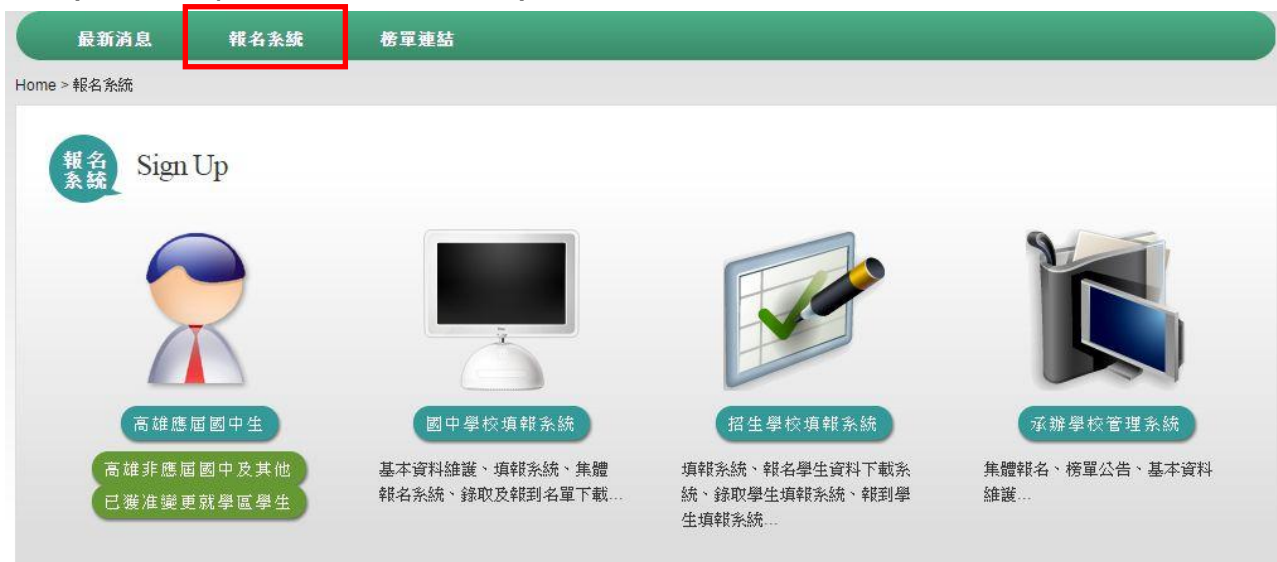 最新消息 報名系統 榜單連結
Home > 報名系統
報名
系統
Sign Up
高雄應屆國中生
高雄非應屆國中及其他
已獲准變更就學區學生
國中學校填報系統
基本資料維護、填報系統、集體
報名系統、錄取及報到名單下載...
招生學校填報系統
填報系統、報名學生資料下載系
統、錄取學生填報系統、報到學
生填報系統...
承辦學校管理系統
集體報名、榜單公告、基本資料
維護...